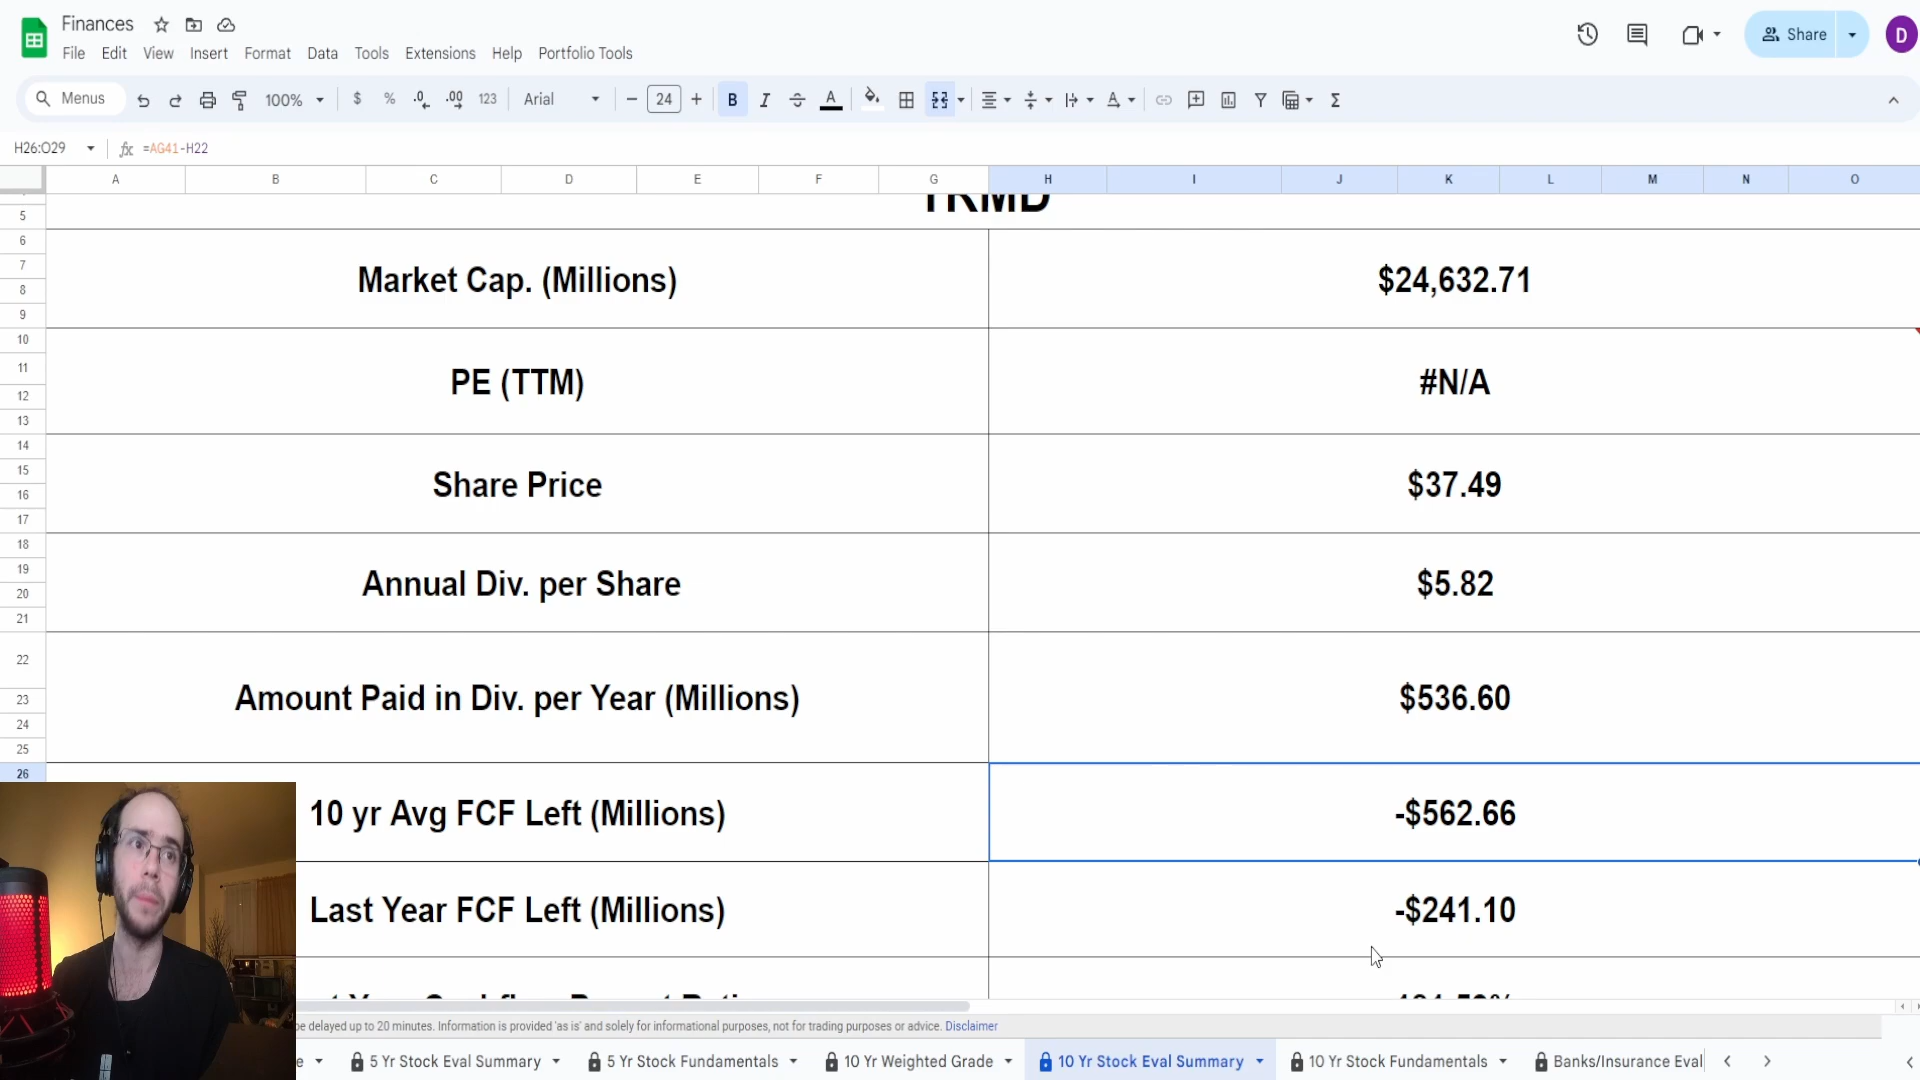 Finances
File Edit View Insert Format Data Tools Extensions Help Portfolio Tools
Share
D
Menus
100%
$ % .0 .00 123
Arial
24
B I A
H26:O29
fx =AG41-H22
A B C D E F G H I J K L M N O
TRMD
5
6
7
8
9
10
11
12
13
14
15
16
17
18
19
20
21
22
23
24
25
26
Market Cap. (Millions) $24,632.71
PE (TTM) #N/A
Share Price $37.49
Annual Div. per Share $5.82
Amount Paid in Div. per Year (Millions) $536.60
10 yr Avg FCF Left (Millions) -$562.66
Last Year FCF Left (Millions) -$241.10
be delayed up to 20 minutes. Information is provided 'as is' and solely for informational purposes, not for trading purposes or advice. Disclaimer
e 5 Yr Stock Eval Summary 5 Yr Stock Fundamentals 10 Yr Weighted Grade 10 Yr Stock Eval Summary 10 Yr Stock Fundamentals Banks/Insurance Eval